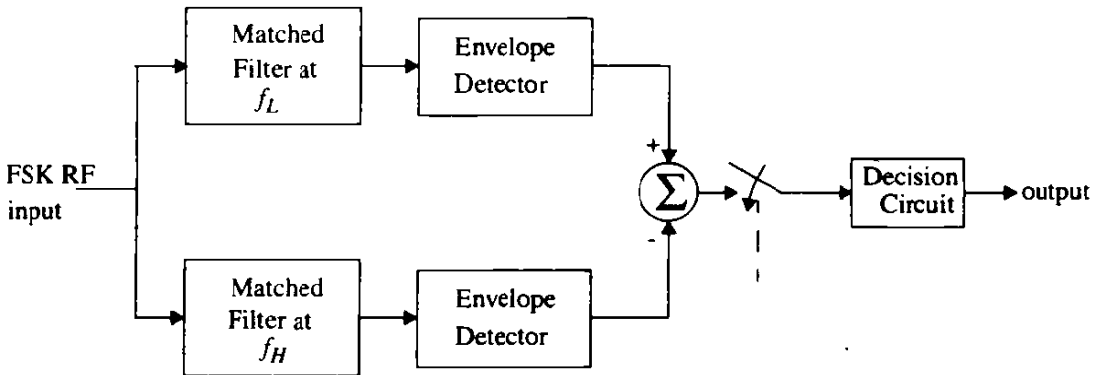 Matched
Filter at
f_L
Envelope
Detector
FSK RF
input
+
Σ
-
Decision
Circuit
output
Matched
Filter at
f_H
Envelope
Detector